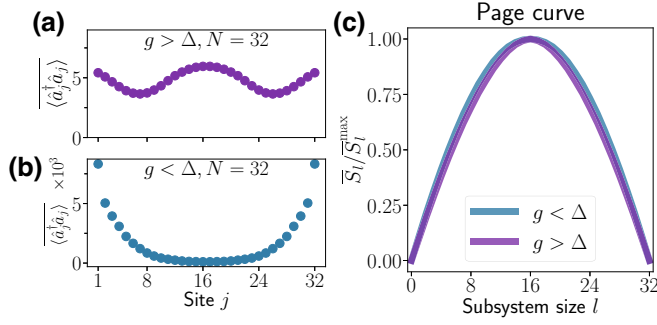 (a)
g > Δ, N = 32
5
0
⟨â†ⱼâⱼ⟩
(b)
g < Δ, N = 32
×10³
5
0
⟨â†ⱼâⱼ⟩
1 8 16 24 32
Site j
(c)
Page curve
1.00
0.75
0.50
0.25
0.00
S̅ₗ/S̅ₗᵐᵃˣ
g < Δ
g > Δ
0 8 16 24 32
Subsystem size l